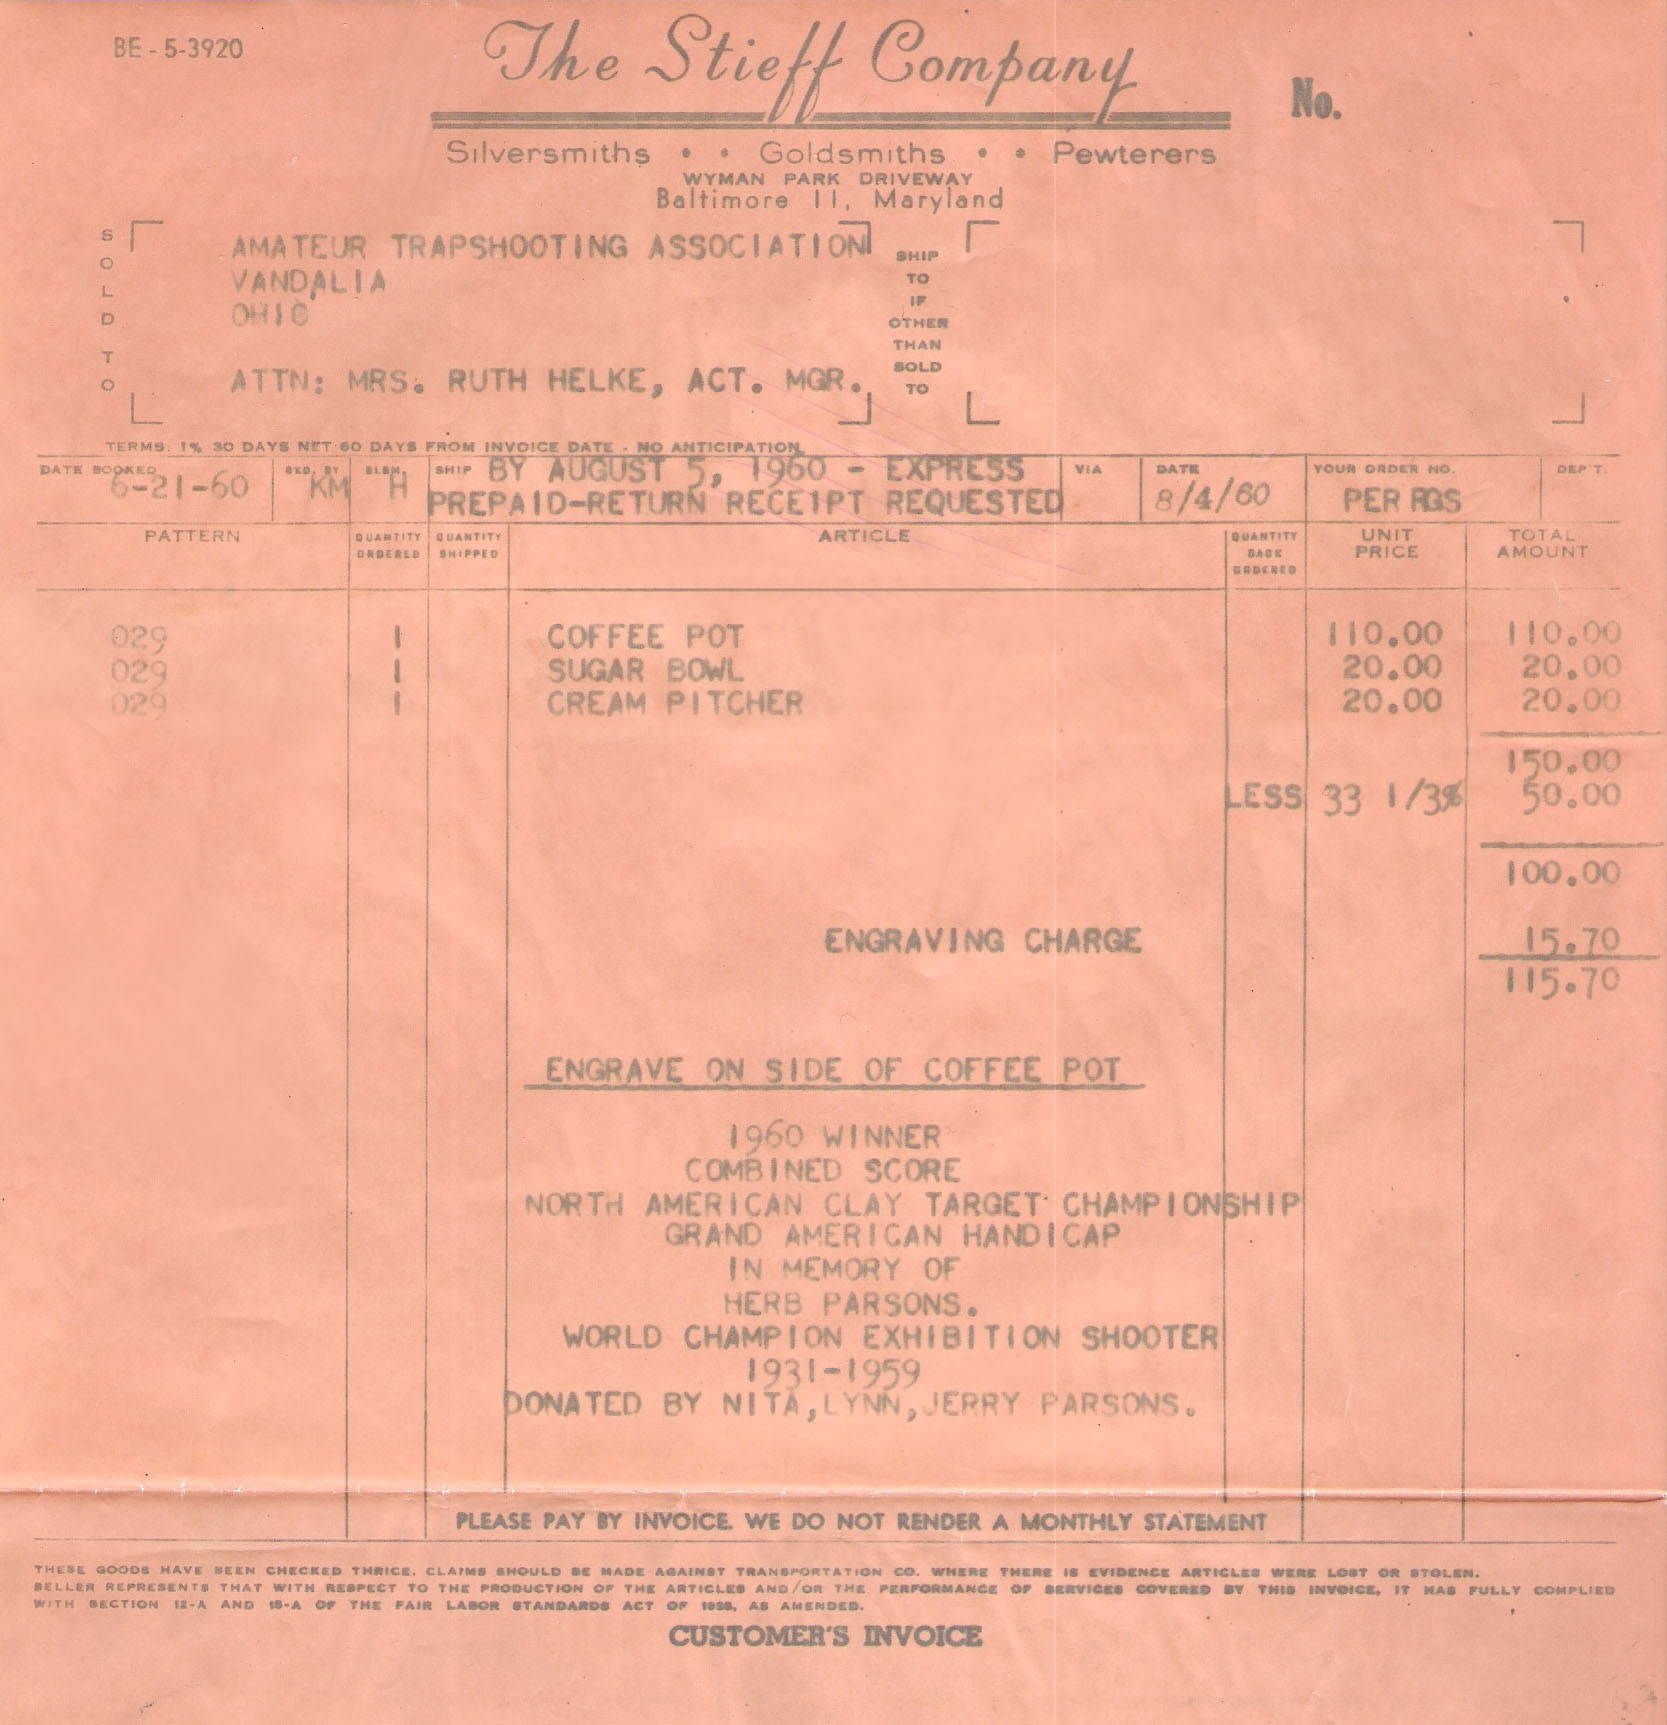 BE - 5-3920
The Stieff Company
No.
Silversmiths • • Goldsmiths • • Pewterers
WYMAN PARK DRIVEWAY
Baltimore 11, Maryland
SOLD TO
AMATEUR TRAPSHOOTING ASSOCIATION
VANDALIA,
OHIO
ATTN: MRS. RUTH HELKE, ACT. MGR.
SHIP TO IF OTHER THAN SOLD TO
TERMS: 1% 30 DAYS NET 60 DAYS FROM INVOICE DATE - NO ANTICIPATION
DATE BOOKED 6-21-60 BKD. BY KM SLSM. H SHIP BY AUGUST 5, 1960 - EXPRESS VIA DATE 8/4/60 YOUR ORDER NO. PER RGS DEP'T.
PREPAID-RETURN RECEIPT REQUESTED
PATTERN QUANTITY ORDERED QUANTITY SHIPPED ARTICLE QUANTITY BACK ORDERED UNIT PRICE TOTAL AMOUNT
029 1 COFFEE POT 110.00 110.00
029 1 SUGAR BOWL 20.00 20.00
029 1 CREAM PITCHER 20.00 20.00
150.00
LESS 33 1/3% 50.00
100.00
ENGRAVING CHARGE 15.70
115.70
ENGRAVE ON SIDE OF COFFEE POT
1960 WINNER
COMBINED SCORE
NORTH AMERICAN CLAY TARGET CHAMPIONSHIP
GRAND AMERICAN HANDICAP
IN MEMORY OF
HERB PARSONS.
WORLD CHAMPION EXHIBITION SHOOTER
1931-1959
DONATED BY NITA,LYNN,JERRY PARSONS.
PLEASE PAY BY INVOICE. WE DO NOT RENDER A MONTHLY STATEMENT
THESE GOODS HAVE BEEN CHECKED THRICE. CLAIMS SHOULD BE MADE AGAINST TRANSPORTATION CO. WHERE THERE IS EVIDENCE ARTICLES WERE LOST OR STOLEN.
SELLER REPRESENTS THAT WITH RESPECT TO THE PRODUCTION OF THE ARTICLES AND/OR THE PERFORMANCE OF SERVICES COVERED BY THIS INVOICE, IT HAS FULLY COMPLIED
WITH SECTION 12-A AND 15-A OF THE FAIR LABOR STANDARDS ACT OF 1938, AS AMENDED.
CUSTOMER'S INVOICE